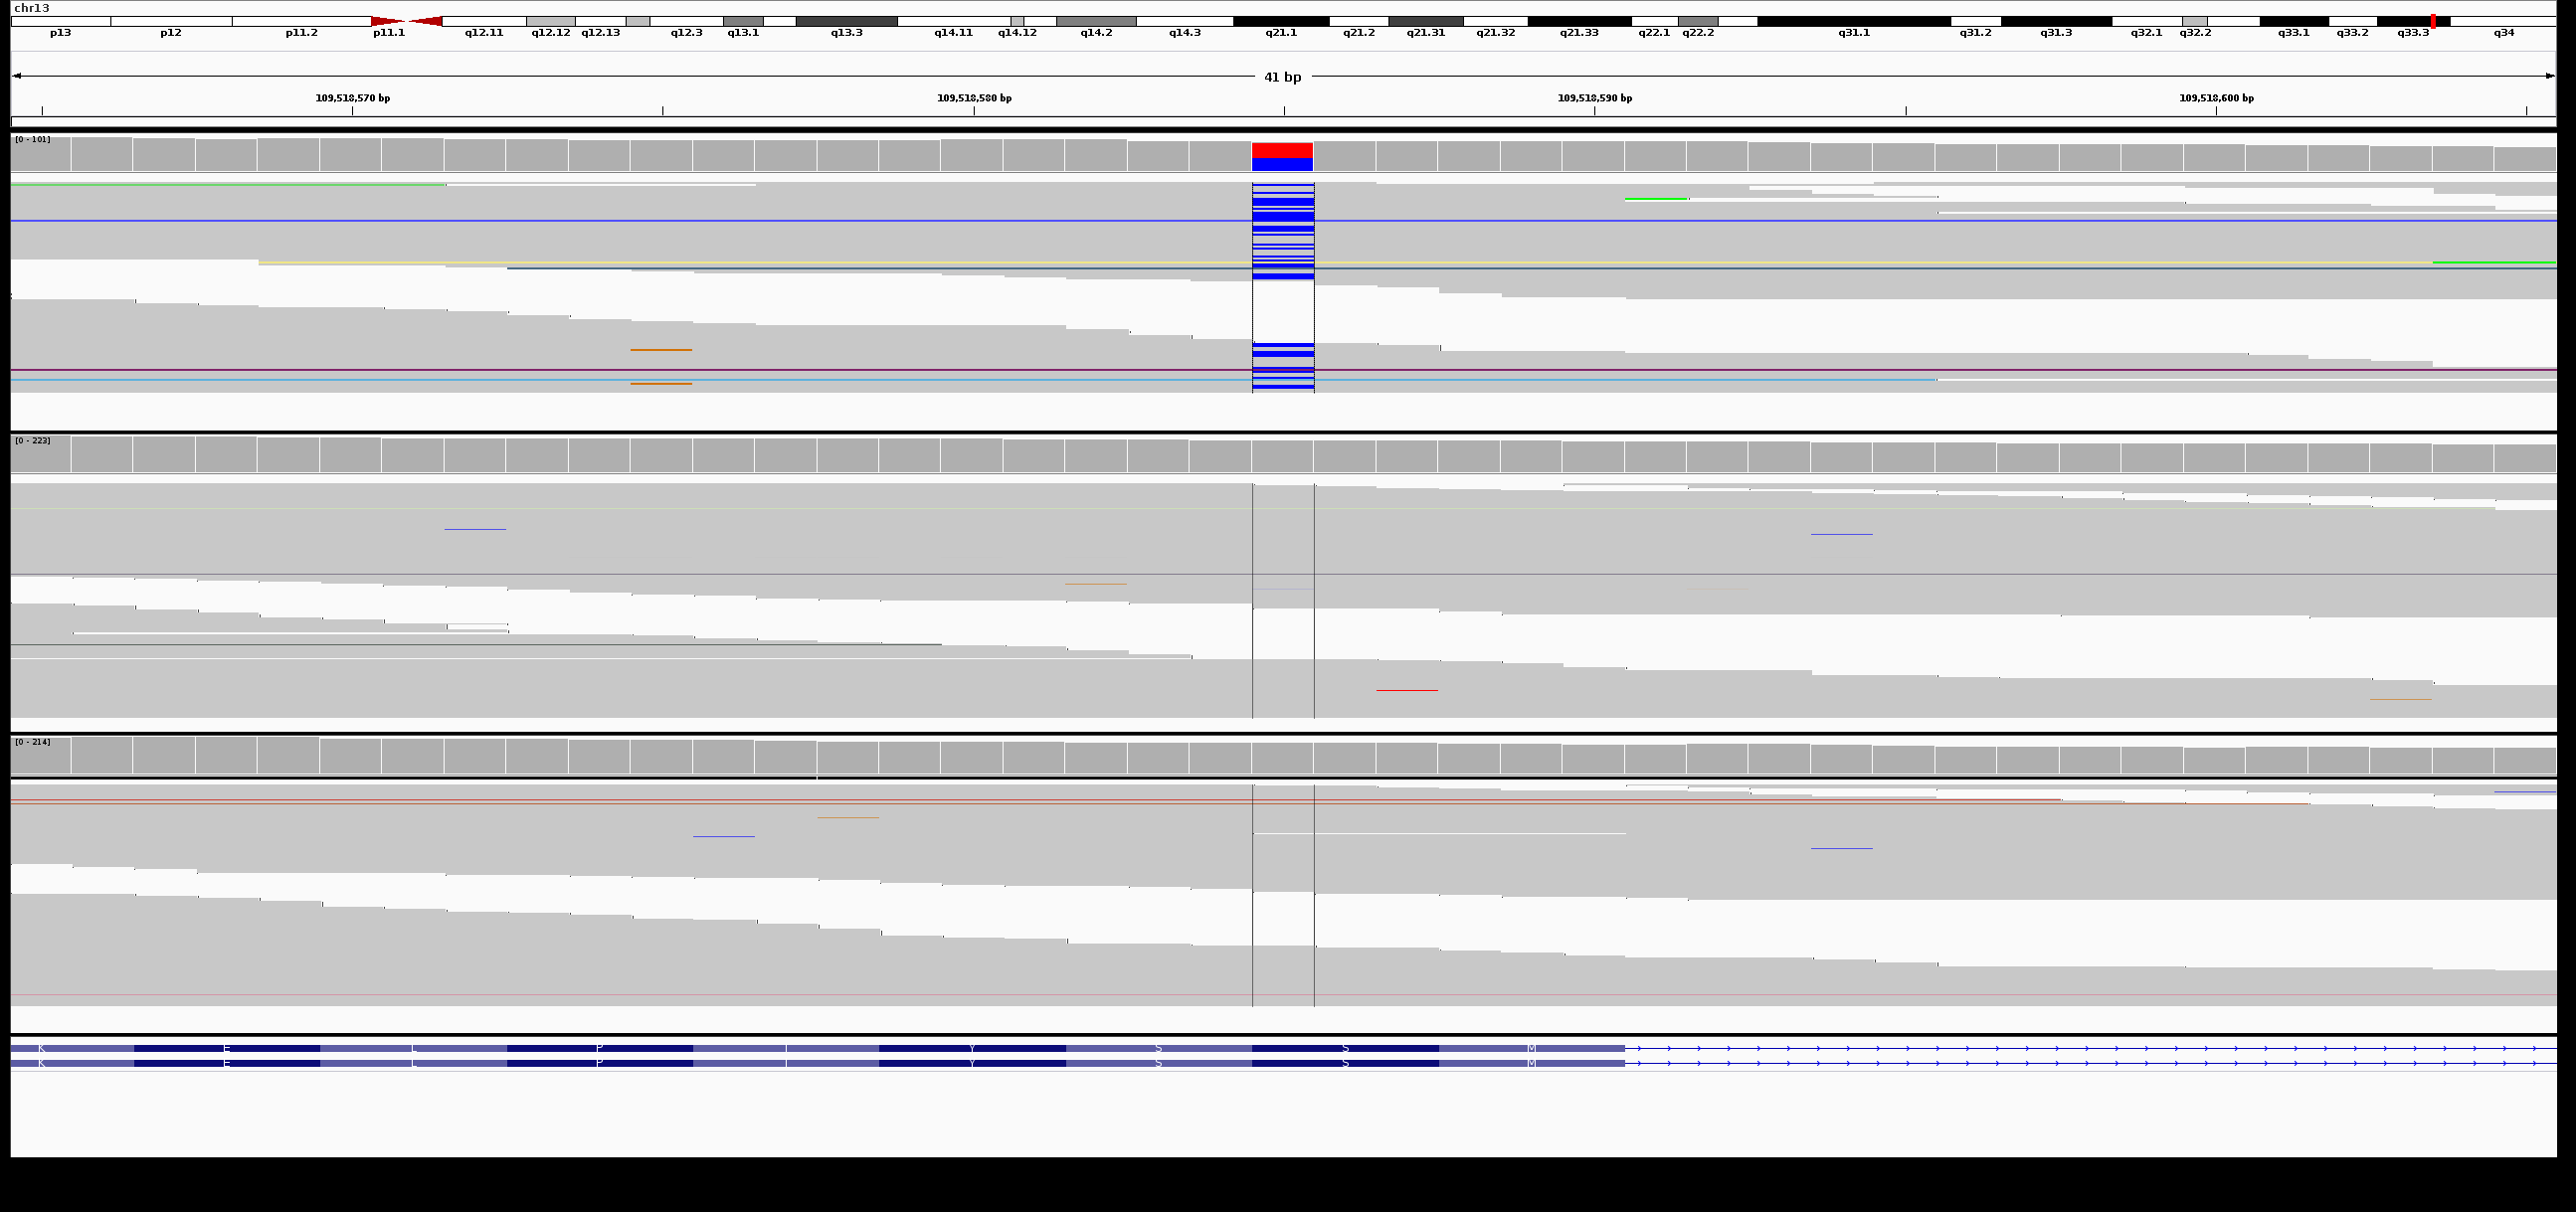 chr13
p13 p12 p11.2 p11.1 q12.11 q12.12 q12.13 q12.3 q13.1 q13.3 q14.11 q14.12 q14.2 q14.3 q21.1 q21.2 q21.31 q21.32 q21.33 q22.1 q22.2 q31.1 q31.2 q31.3 q32.1 q32.2 q33.1 q33.2 q33.3 q34
41 bp
109,518,570 bp 109,518,580 bp 109,518,590 bp 109,518,600 bp
[0 - 101]
[0 - 223]
[0 - 214]
K E L P I Y S S M
K E L P I Y S S M